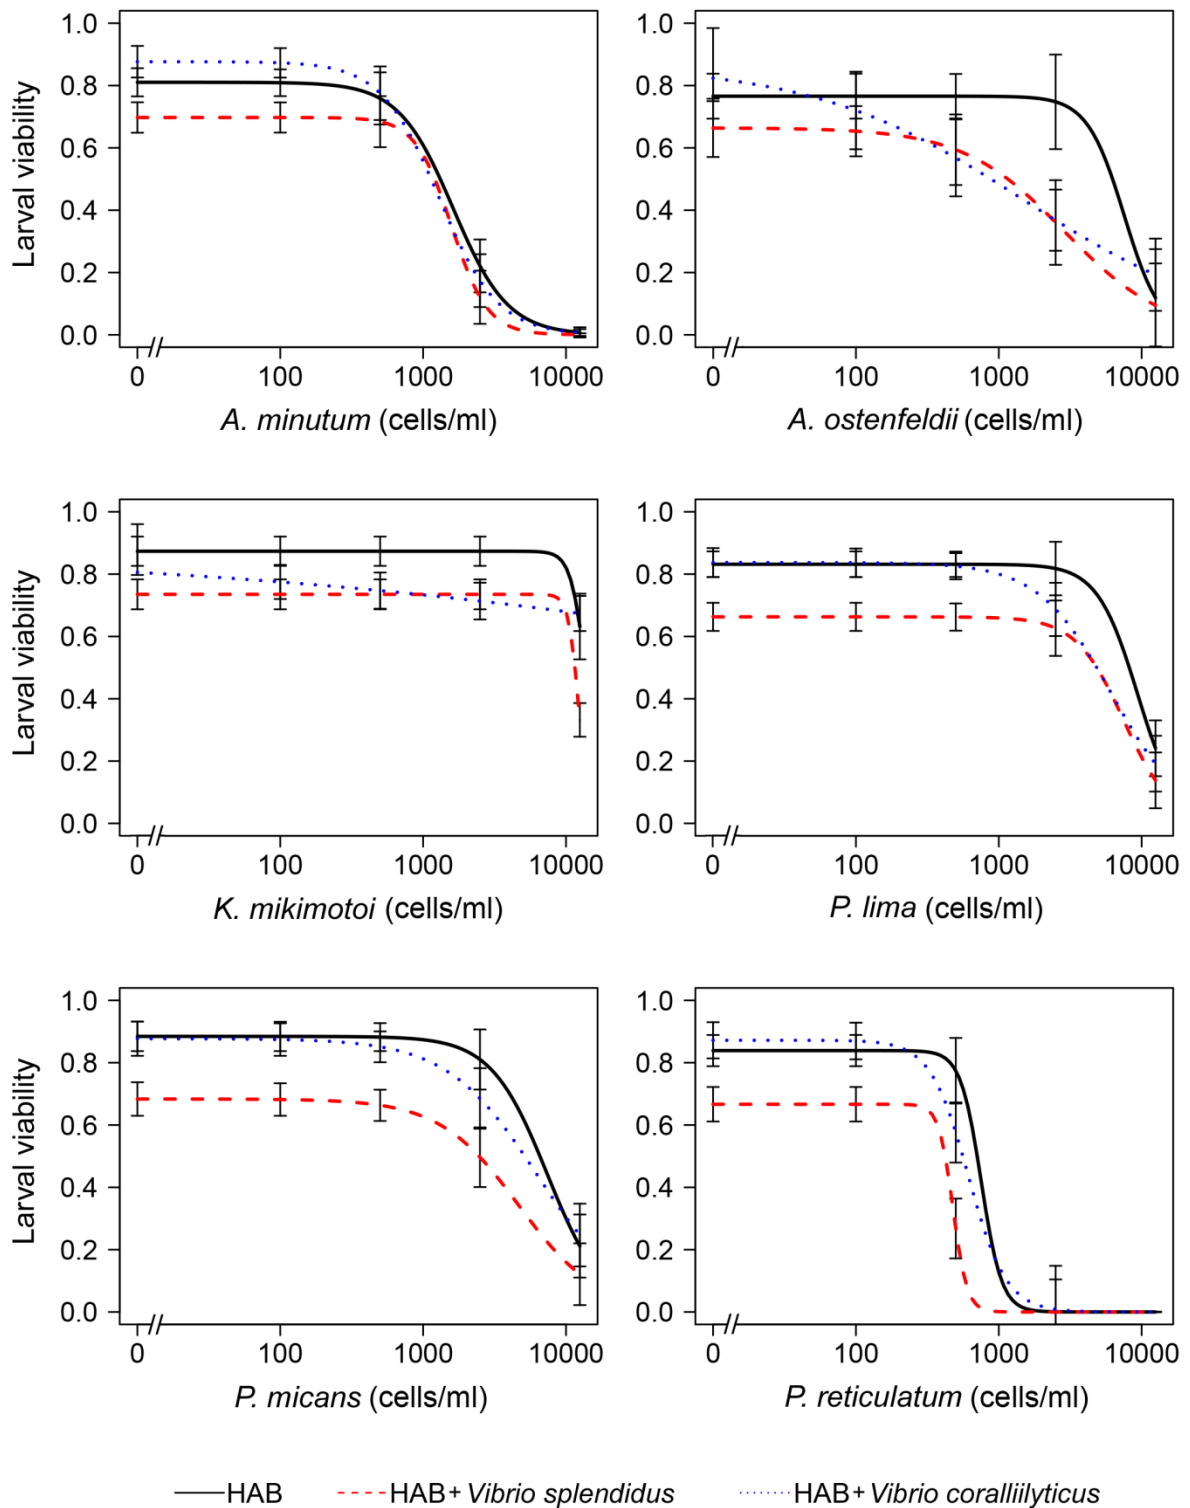 1.0
0.8
0.6
0.4
0.2
0.0
Larval viability
0 100 1000 10000
A. minutum (cells/ml)
1.0
0.8
0.6
0.4
0.2
0.0
0 100 1000 10000
A. ostenfeldii (cells/ml)
1.0
0.8
0.6
0.4
0.2
0.0
Larval viability
0 100 1000 10000
K. mikimotoi (cells/ml)
1.0
0.8
0.6
0.4
0.2
0.0
0 100 1000 10000
P. lima (cells/ml)
1.0
0.8
0.6
0.4
0.2
0.0
Larval viability
0 100 1000 10000
P. micans (cells/ml)
1.0
0.8
0.6
0.4
0.2
0.0
0 100 1000 10000
P. reticulatum (cells/ml)
HAB HAB+ Vibrio splendidus HAB+ Vibrio coralliilyticus